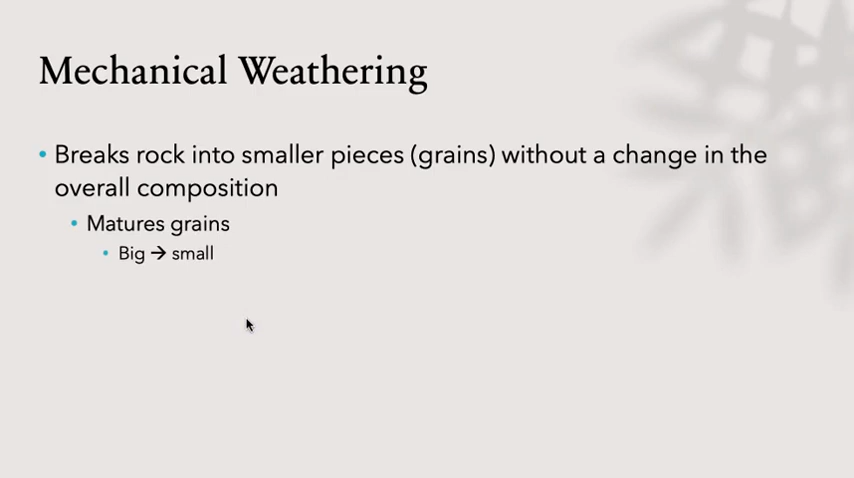 Mechanical Weathering
• Breaks rock into smaller pieces (grains) without a change in the
overall composition
• Matures grains
• Big → small